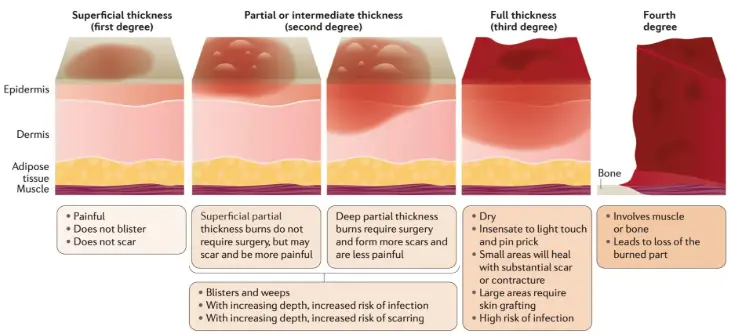 Superficial thickness
(first degree)
Partial or intermediate thickness
(second degree)
Full thickness
(third degree)
Fourth
degree
Epidermis
Dermis
Adipose
tissue
Muscle
Bone
• Painful
• Does not blister
• Does not scar
Superficial partial
thickness burns do not
require surgery, but may
scar and be more painful
Deep partial thickness
burns require surgery
and form more scars and
are less painful
• Blisters and weeps
• With increasing depth, increased risk of infection
• With increasing depth, increased risk of scarring
• Dry
• Insensate to light touch
and pin prick
• Small areas will heal
with substantial scar
or contracture
• Large areas require
skin grafting
• High risk of infection
• Involves muscle
or bone
• Leads to loss of the
burned part